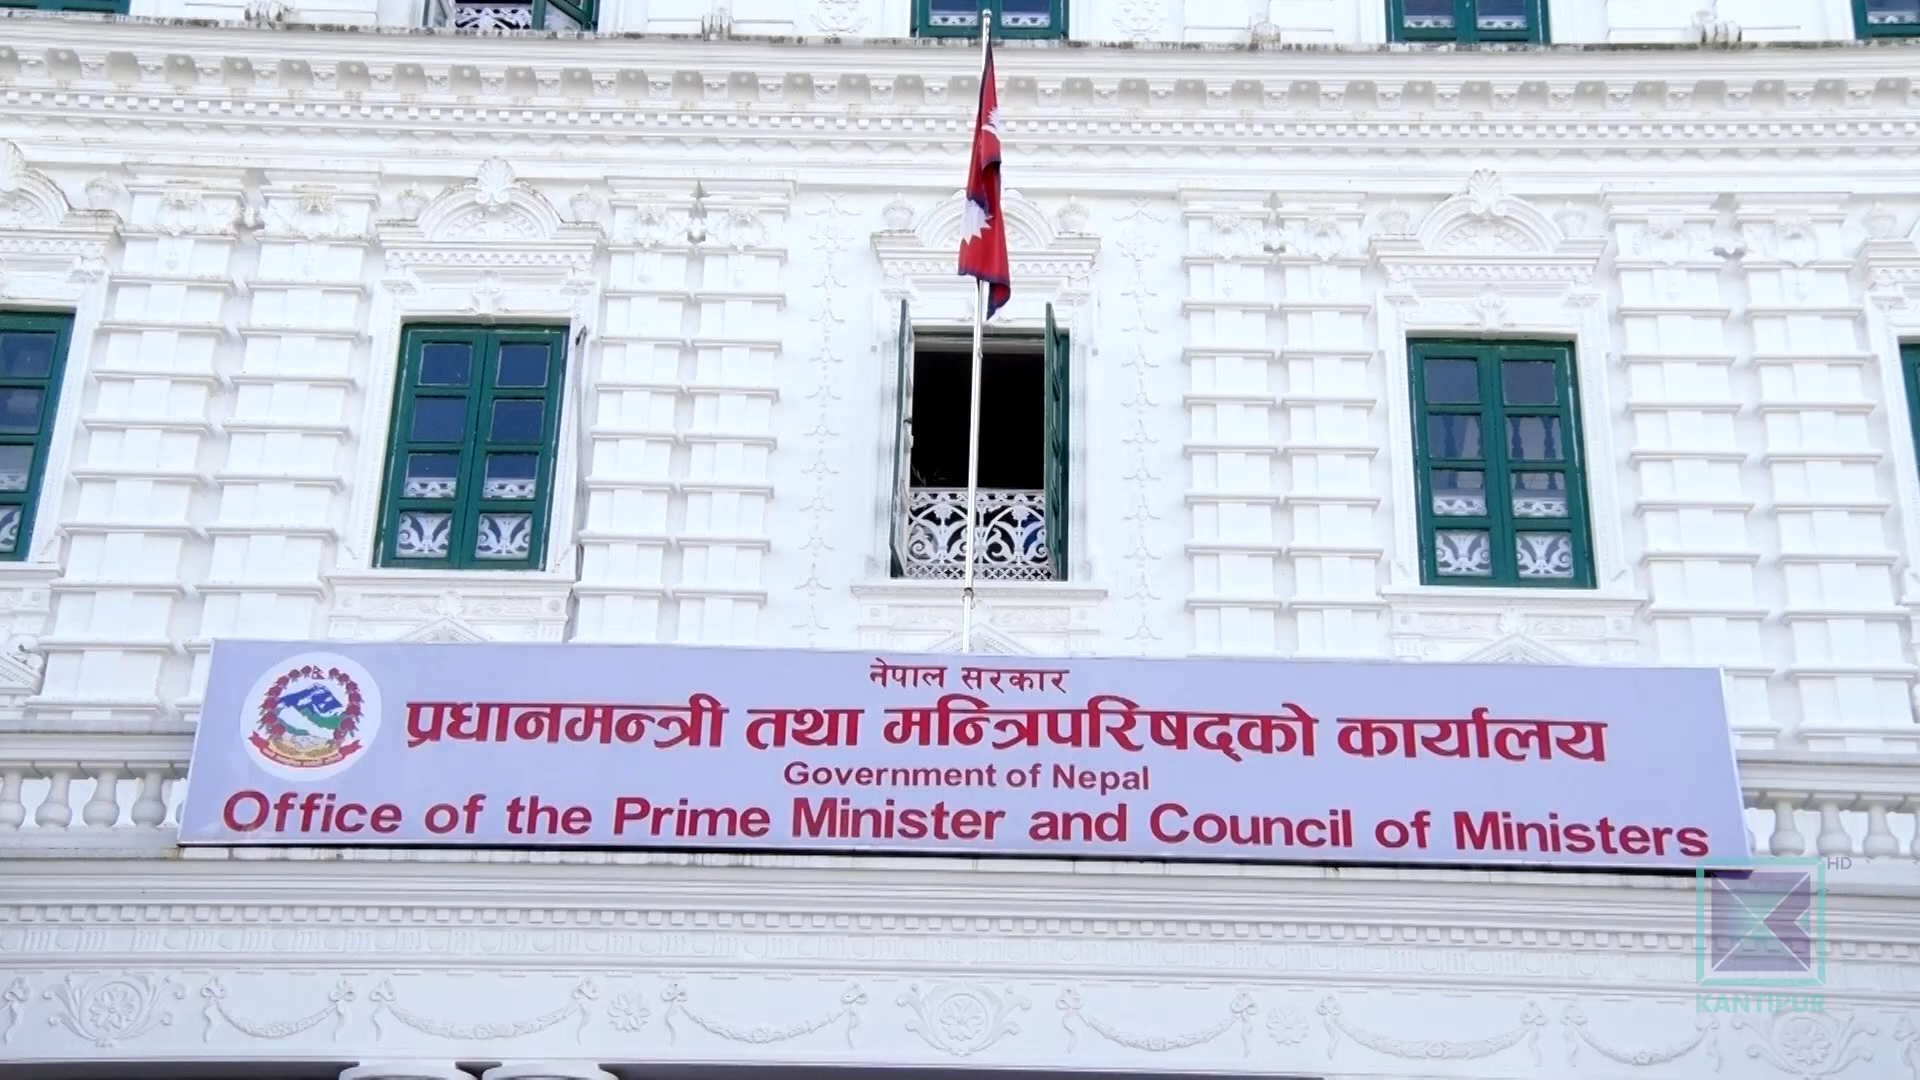 नेपाल सरकार
प्रधानमन्त्री तथा मन्त्रिपरिषद्को कार्यालय
Government of Nepal
Office of the Prime Minister and Council of Ministers
HD
KANTIPUR